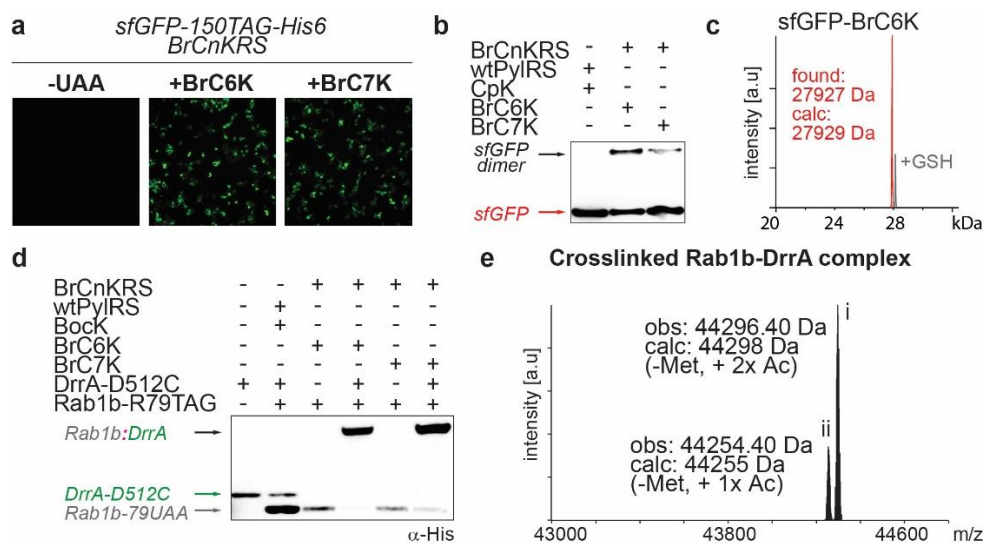 a
sfGFP-150TAG-His6
BrCnKRS
-UAA
+BrC6K
+BrC7K
b
BrCnKRS - + +
wtPylRS + - -
CpK + - -
BrC6K - + -
BrC7K - - +
sfGFP
dimer
sfGFP
c
sfGFP-BrC6K
intensity [a.u]
found:
27927 Da
calc:
27929 Da
+GSH
20 24 28 kDa
d
BrCnKRS - - + + + +
wtPylRS - + - - - -
BocK - + - - - -
BrC6K - - + + - -
BrC7K - - - - + +
DrrA-D512C + + - + - +
Rab1b-R79TAG - + + + + +
Rab1b:DrrA
DrrA-D512C
Rab1b-79UAA
α-His
e
Crosslinked Rab1b-DrrA complex
intensity [a.u]
i
obs: 44296.40 Da
calc: 44298 Da
(-Met, + 2x Ac)
ii
obs: 44254.40 Da
calc: 44255 Da
(-Met, + 1x Ac)
43000 43800 44600 m/z